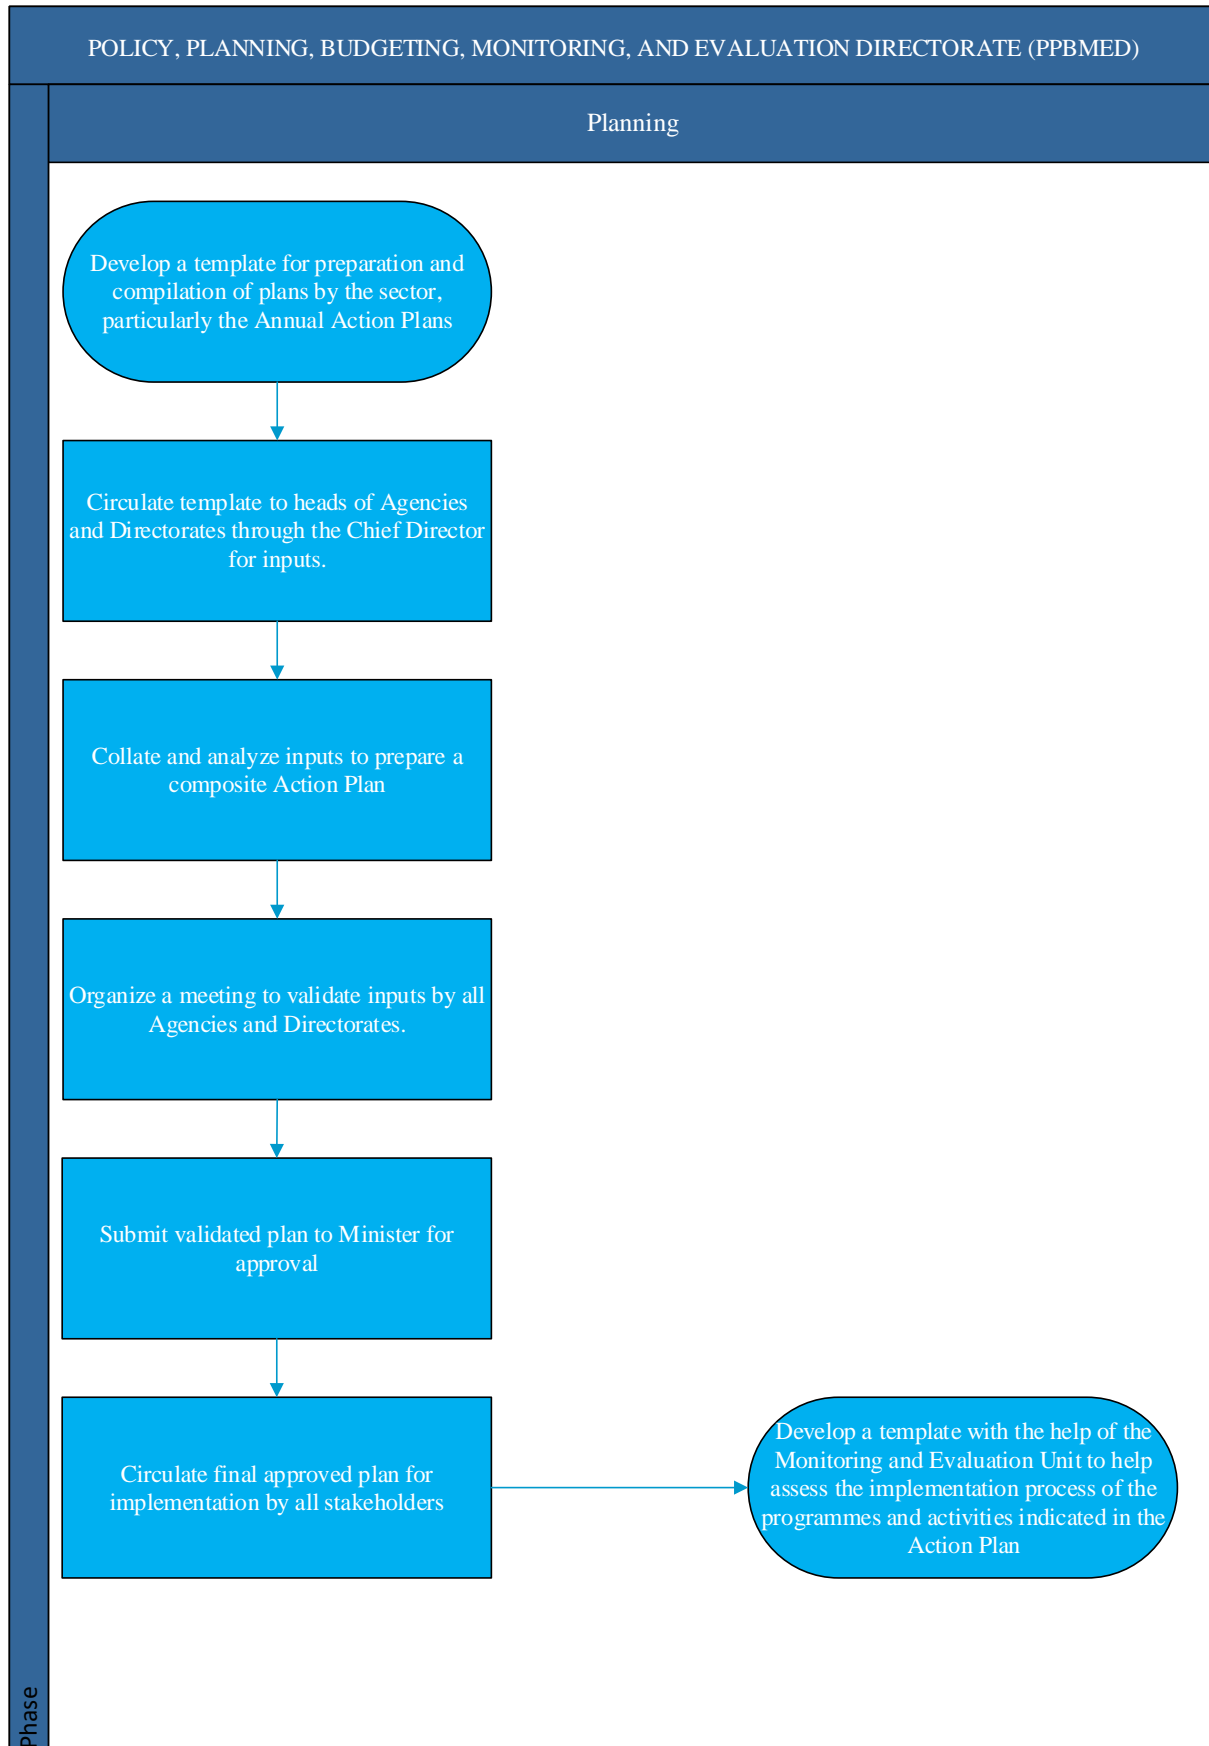 POLICY, PLANNING, BUDGETING, MONITORING, AND EVALUATION DIRECTORATE (PPBMED)
Planning
Develop a template for preparation and
compilation of plans by the sector,
particularly the Annual Action Plans
Circulate template to heads of Agencies
and Directorates through the Chief Director
for inputs.
Collate and analyze inputs to prepare a
composite Action Plan
Organize a meeting to validate inputs by all
Agencies and Directorates.
Submit validated plan to Minister for
approval
Circulate final approved plan for
implementation by all stakeholders
Develop a template with the help of the
Monitoring and Evaluation Unit to help
assess the implementation process of the
programmes and activities indicated in the
Action Plan
Phase